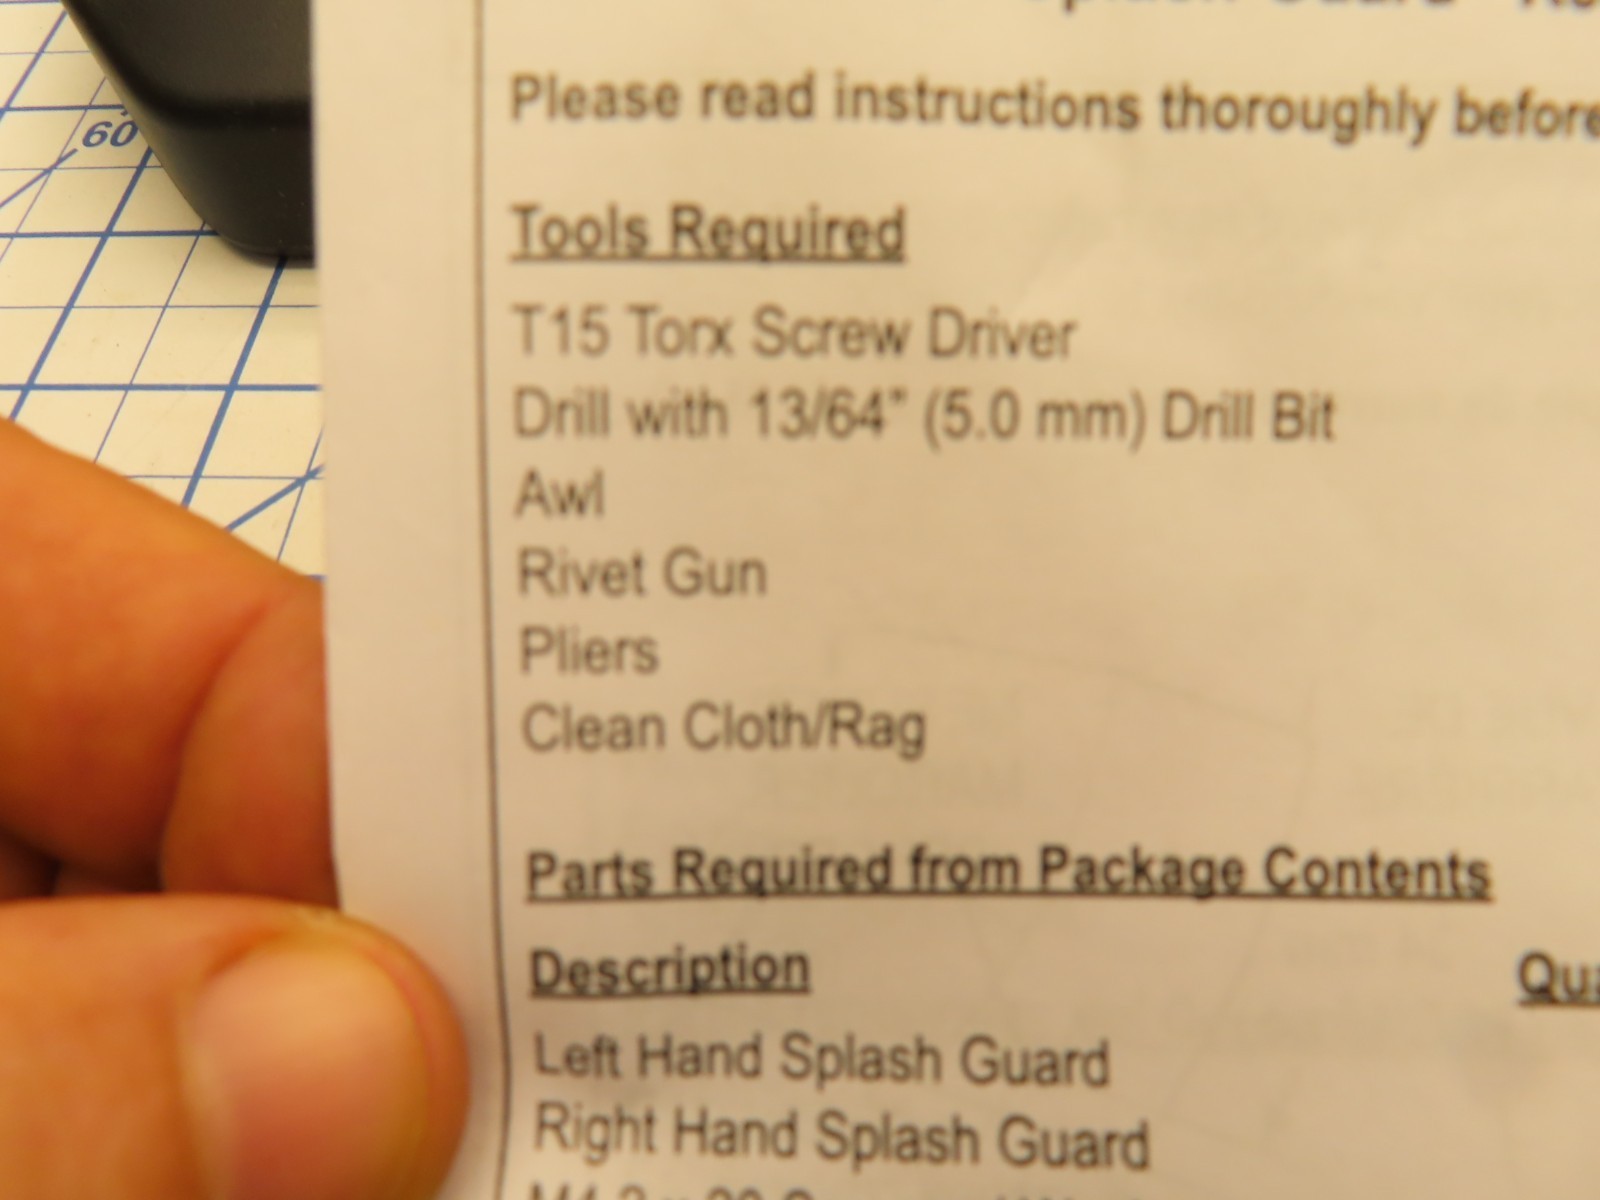 Splash Guard
Please read instructions thoroughly before
60
Tools Required
T15 Torx Screw Driver
Drill with 13/64" (5.0 mm) Drill Bit
Awl
Rivet Gun
Pliers
Clean Cloth/Rag
Parts Required from Package Contents
Description
Left Hand Splash Guard
Right Hand Splash Guard